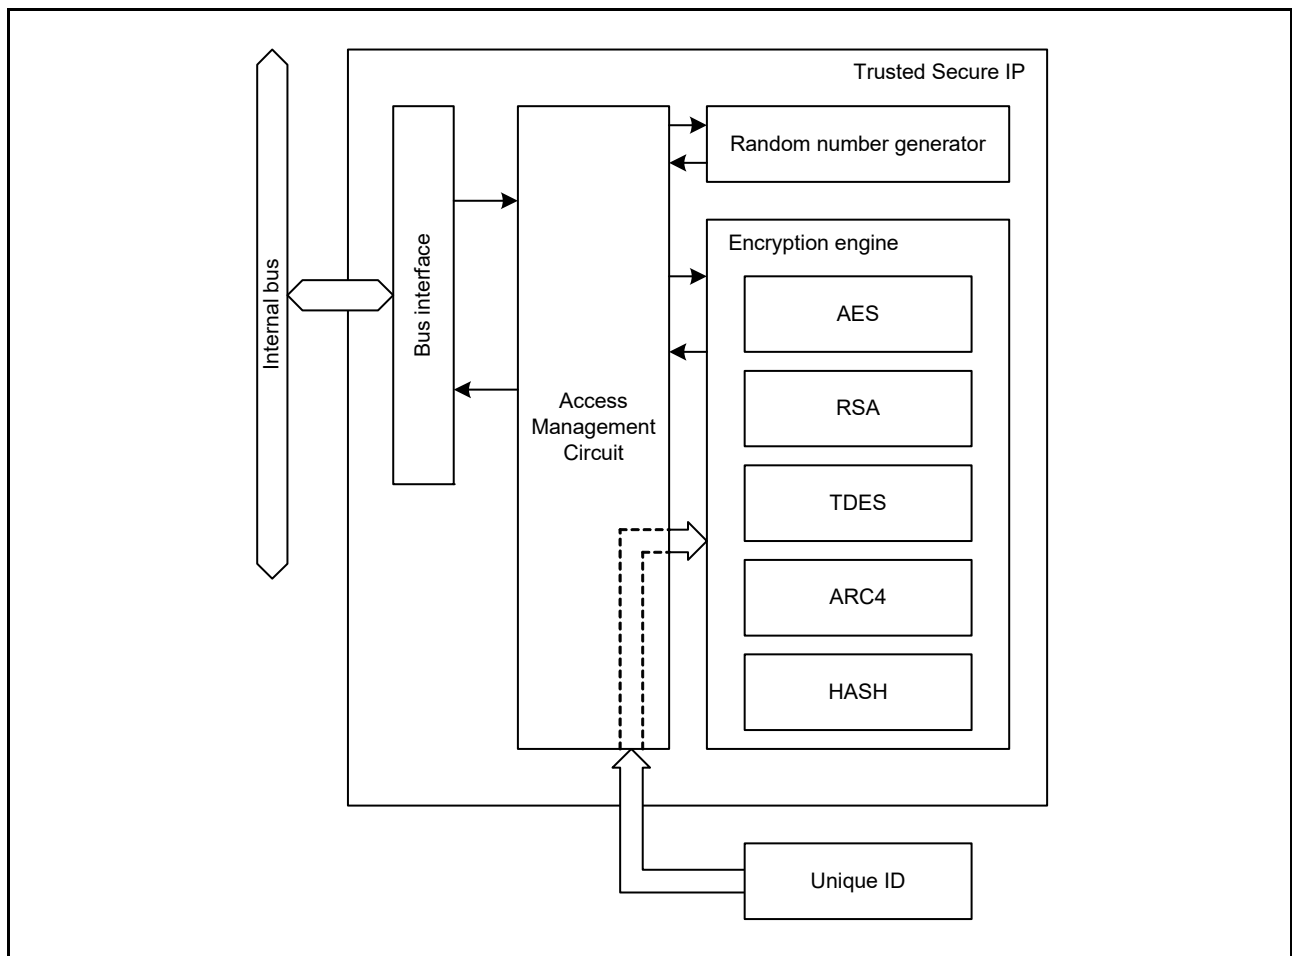 Trusted Secure IP
Internal bus
Bus interface
Access
Management
Circuit
Random number generator
Encryption engine
AES
RSA
TDES
ARC4
HASH
Unique ID